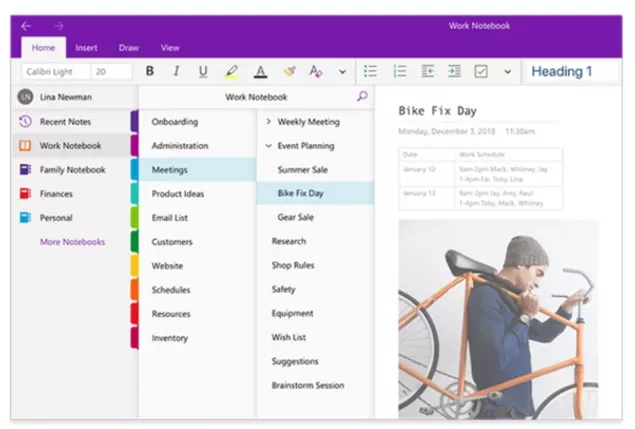 Work Notebook
Home Insert Draw View
Calibri Light 20 B I U A A Heading 1
LN Lina Newman
Recent Notes
Work Notebook
Family Notebook
Finances
Personal
More Notebooks
Work Notebook
Onboarding
Administration
Meetings
Product Ideas
Email List
Customers
Website
Schedules
Resources
Inventory
Weekly Meeting
Event Planning
Summer Sale
Bike Fix Day
Gear Sale
Research
Shop Rules
Safety
Equipment
Wish List
Suggestions
Brainstorm Session
Bike Fix Day
Monday, December 3, 2018 11:30am
Date Work Schedule
January 12 9am-2pm Mack, Whitney, Jay
1-4pm Fai, Toby, Lina
January 13 9am-2pm Jay, Amy, Raul
1-4pm Toby, Mack, Whitney